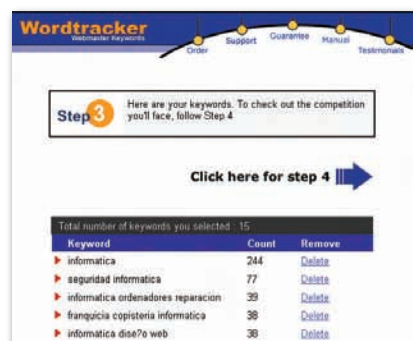 Wordtracker
Webmaster Keywords
Order
Support
Guarantee
Manual
Testimonials
Step 3
Here are your keywords. To check out the competition
you'll face, follow Step 4
Click here for step 4
Total number of keywords you selected : 15
Keyword Count Remove
informatica 244 Delete
seguridad informatica 77 Delete
informatica ordenadores reparacion 39 Delete
franquicia copisteria informatica 38 Delete
informatica dise?o web 38 Delete